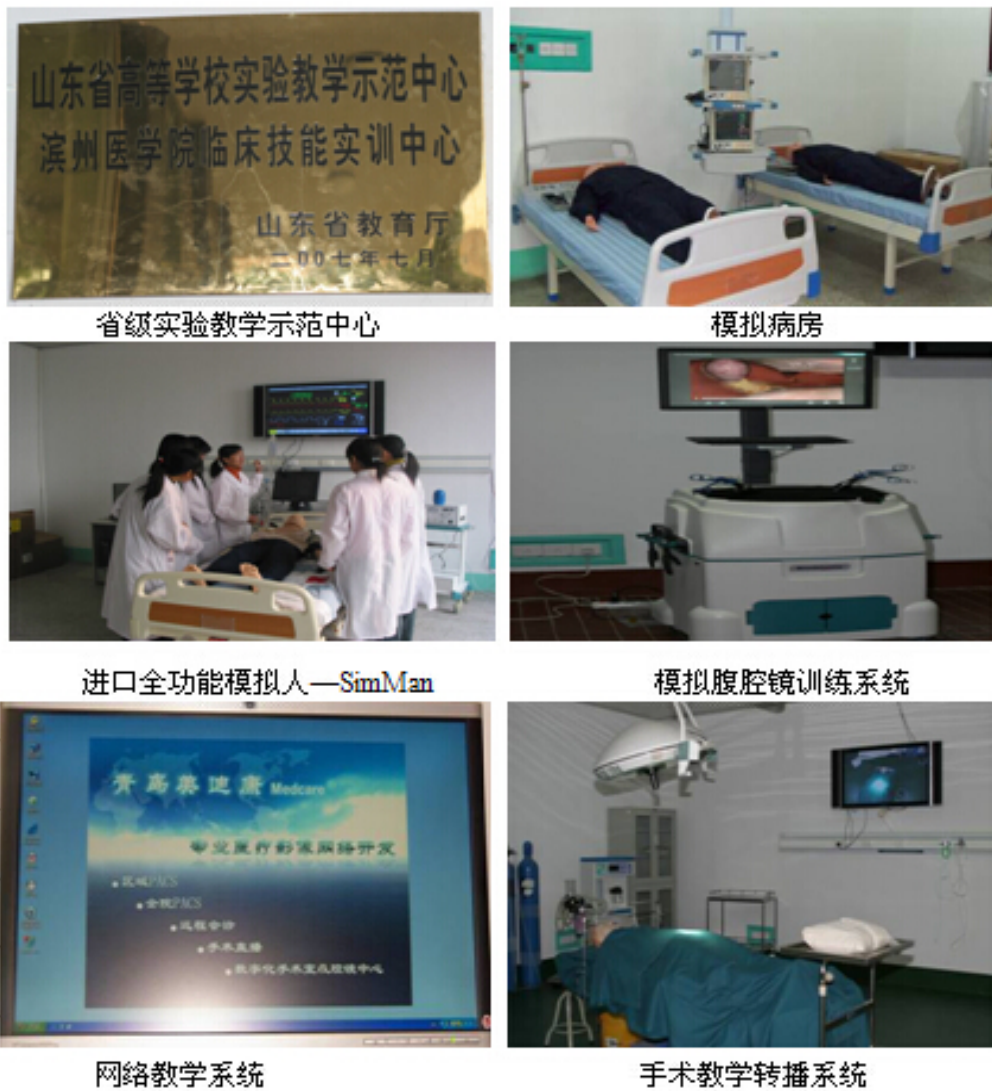 山东省高等学校实验教学示范中心
滨州医学院临床技能实训中心
山东省教育厅
二00七年七月
省级实验教学示范中心
模拟病房
进口全功能模拟人—SimMan
模拟腹腔镜训练系统
青岛美迪康 Medcare
专业医疗影像网络开发
区域PACS
全院PACS
远程会诊
手术直播
数字化手术室及腔镜中心
网络教学系统
手术教学转播系统